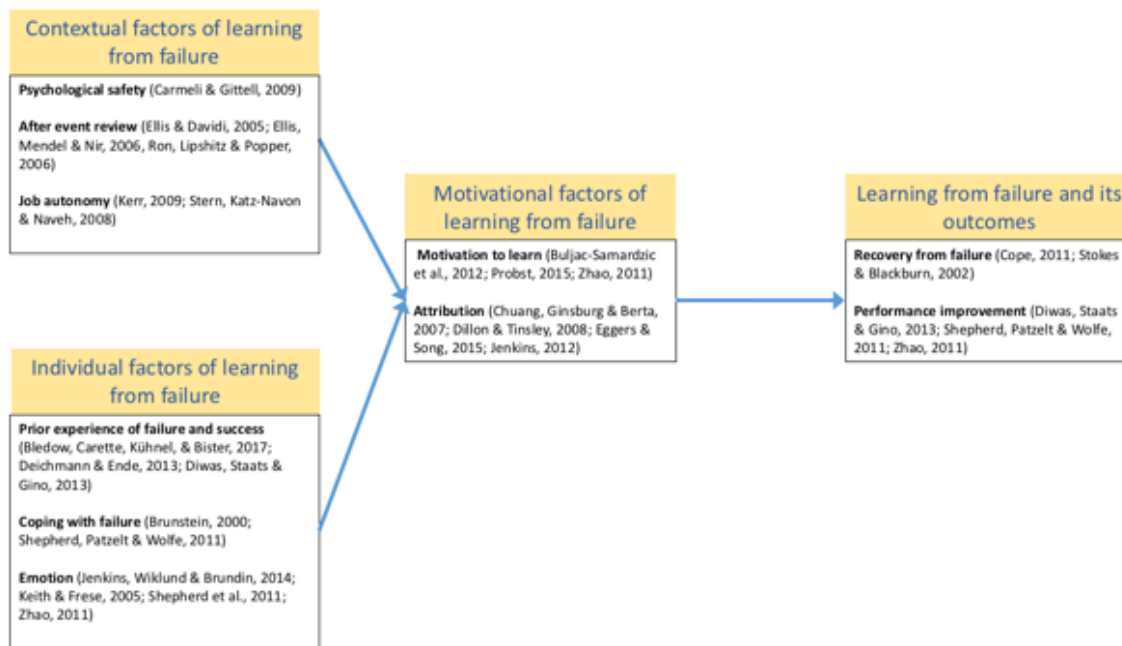 Contextual factors of learning
from failure
Psychological safety (Carmeli & Gittell, 2009)
After event review (Ellis & Davidi, 2005; Ellis,
Mendel & Nir, 2006, Ron, Lipshitz & Popper,
2006)
Job autonomy (Kerr, 2009; Stern, Katz-Navon
& Naveh, 2008)
Individual factors of learning
from failure
Prior experience of failure and success
(Bledow, Carette, Kühnel, & Bister, 2017;
Deichmann & Ende, 2013; Diwas, Staats &
Gino, 2013)
Coping with failure (Brunstein, 2000;
Shepherd, Patzelt & Wolfe, 2011)
Emotion (Jenkins, Wiklund & Brundin, 2014;
Keith & Frese, 2005; Shepherd et al., 2011;
Zhao, 2011)
Motivational factors of
learning from failure
Motivation to learn (Buljac-Samardzic
et al., 2012; Probst, 2015; Zhao, 2011)
Attribution (Chuang, Ginsburg & Berta,
2007; Dillon & Tinsley, 2008; Eggers &
Song, 2015; Jenkins, 2012)
Learning from failure and its
outcomes
Recovery from failure (Cope, 2011; Stokes
& Blackburn, 2002)
Performance improvement (Diwas, Staats
& Gino, 2013; Shepherd, Patzelt & Wolfe,
2011; Zhao, 2011)